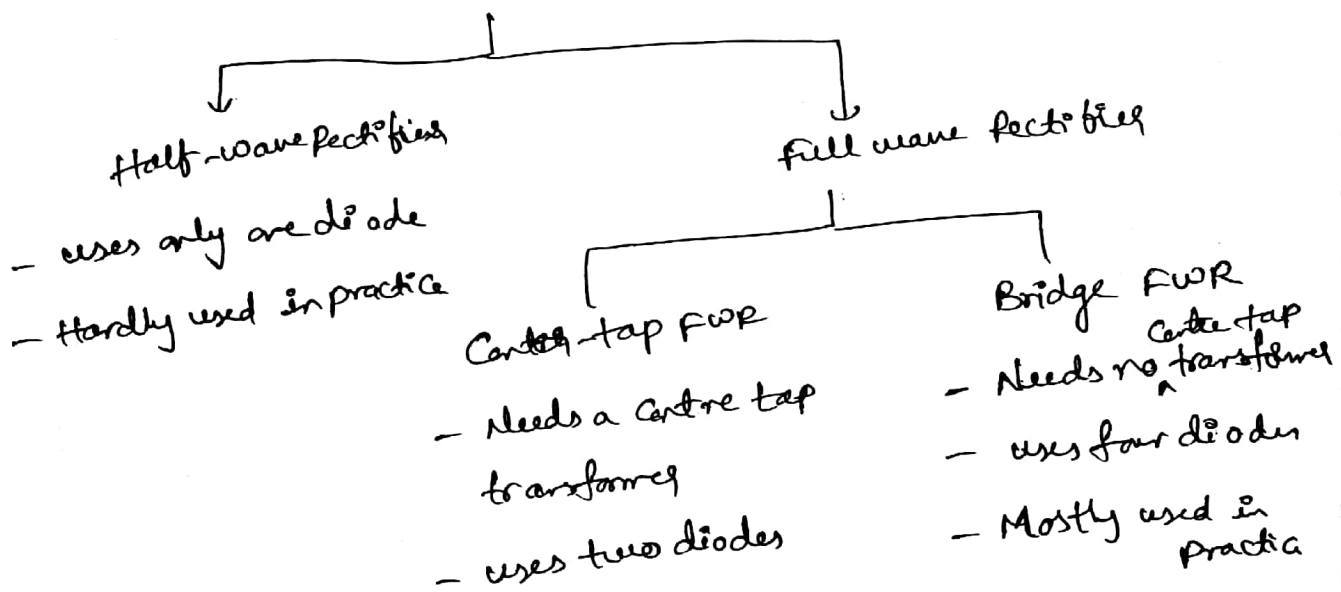 Half-wave Rectifier
- uses only one diode
- Hardly used in practice
Full wave Rectifier
Center-tap FWR
- Needs a centre tap
transformer
- uses two diodes
Bridge FWR
- Needs no centre tap transformer
- uses four diodes
- Mostly used in
practice